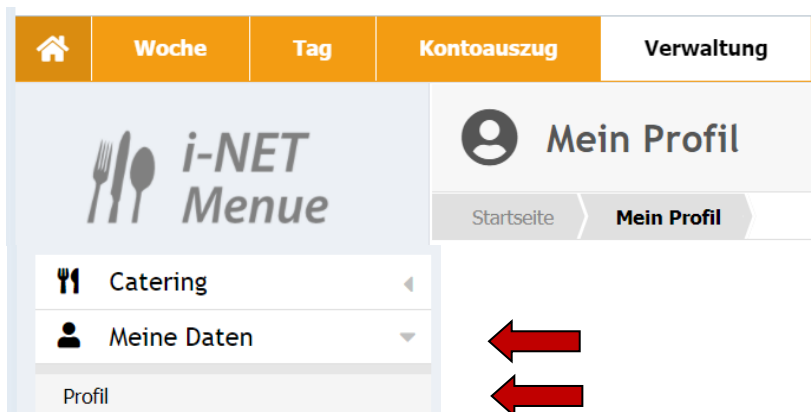 Woche Tag Kontoauszug Verwaltung
i-NET
Menue
Mein Profil
Startseite Mein Profil
Catering
Meine Daten
Profil